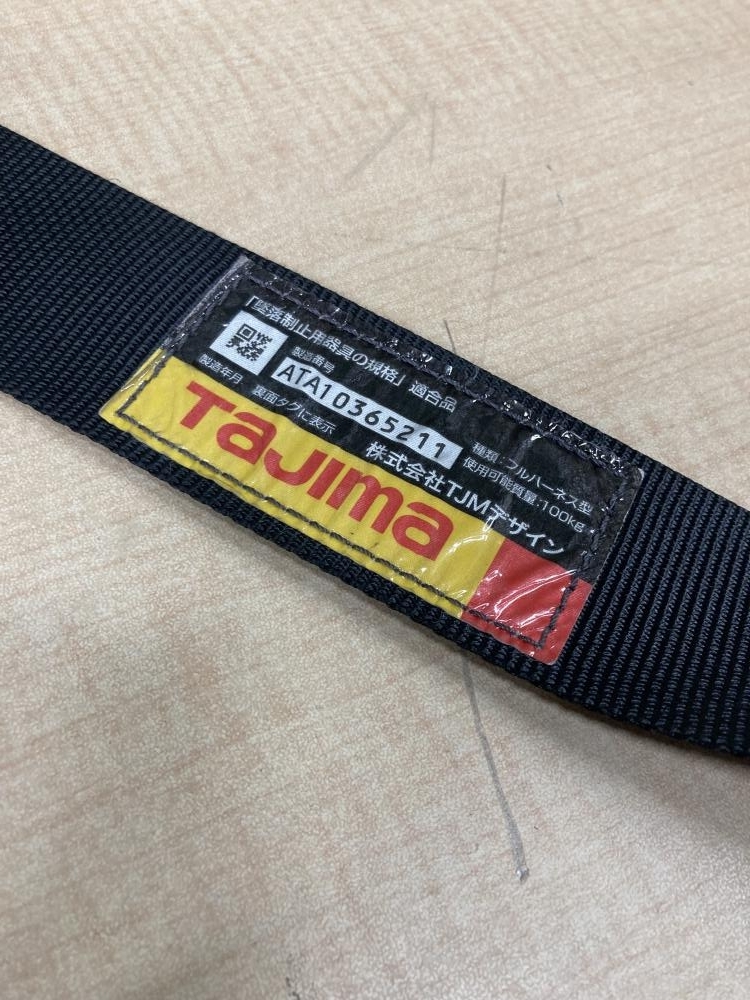 「墜落制止用器具の規格」適合品
製造番号
ATA10365211
製造年月
裏面タグに表示
種類:フルハーネス型
使用可能質量:100kg
株式会社TJMデザイン
TaJIma